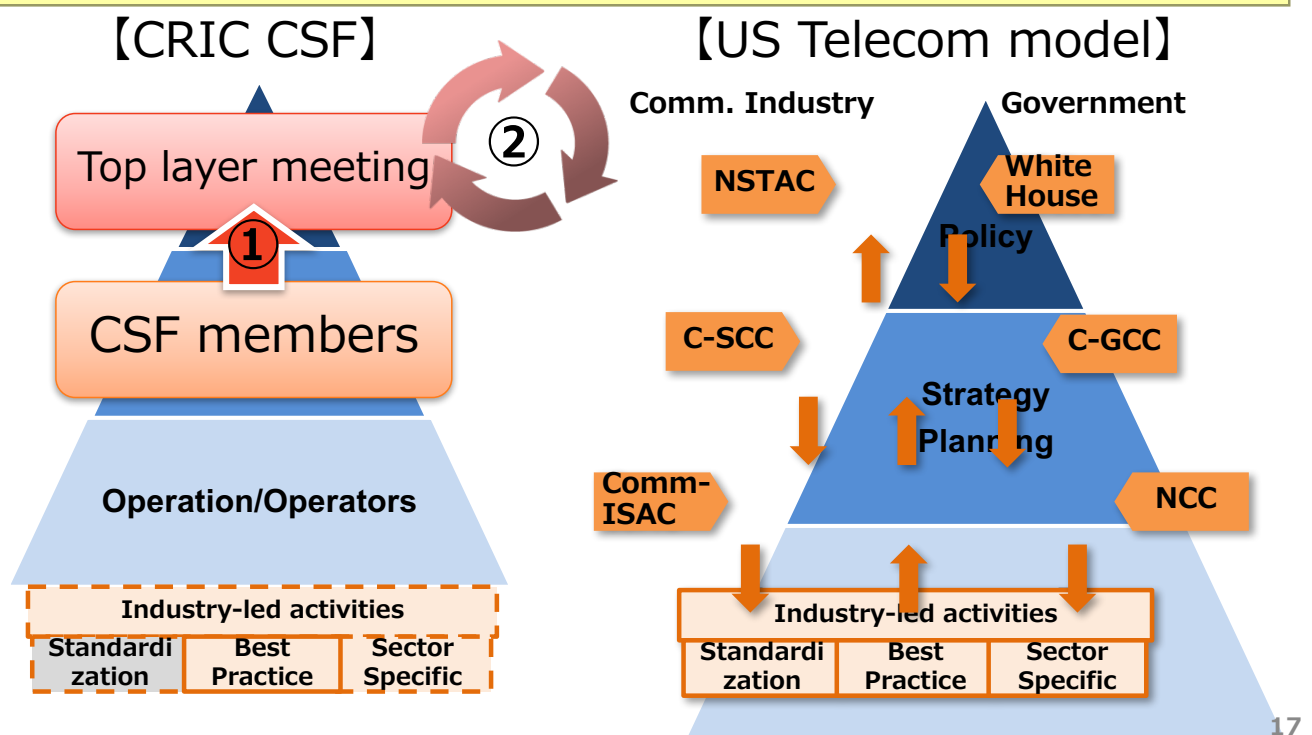 【CRIC CSF】
Top layer meeting
②
①
CSF members
Operation/Operators
Industry-led activities
Standardi
zation
Best
Practice
Sector
Specific
【US Telecom model】
Comm. Industry
Government
NSTAC
White
House
Policy
C-SCC
C-GCC
Strategy
Planning
Comm-
ISAC
NCC
Industry-led activities
Standardi
zation
Best
Practice
Sector
Specific
17